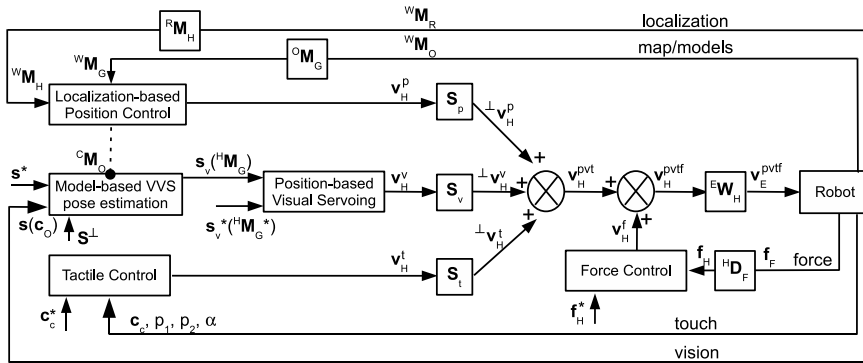 ᵂM_R
localization
ᴿM_H
ᵂM_O
map/models
ᵂM_G
ᴼM_G
ᵂM_H
Localization-based
Position Control
v_H^p
S_p
⊥v_H^p
ᶜM_O
s*
s_v(ᴴM_G)
Model-based VVS
pose estimation
Position-based
Visual Servoing
v_H^v
S_v
⊥v_H^v
+
+
+
v_H^pvt
+
+
v_H^pvtf
ᴱW_H
v_E^pvtf
Robot
s(c_O)
S^⊥
s_v*(ᴴM_G*)
v_H^f
⊥v_H^t
Tactile Control
v_H^t
S_t
Force Control
f_H
ᴴD_F
f_F
force
c_c*
c_c, p_1, p_2, α
f_H*
touch
vision